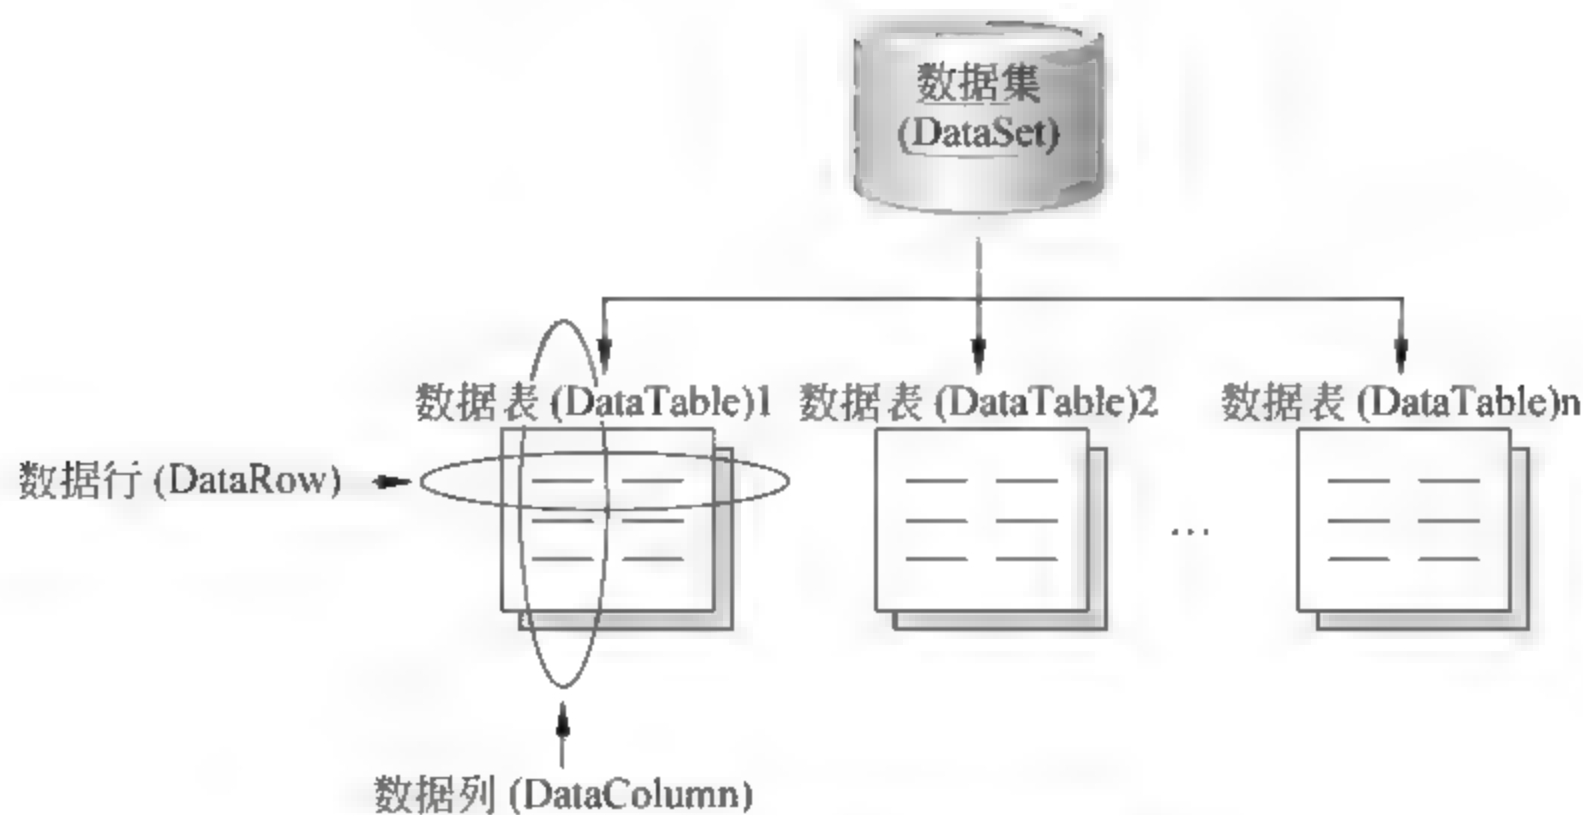 数据集
(DataSet)
数据表 (DataTable)1
数据表 (DataTable)2
数据表 (DataTable)n
数据行 (DataRow)
…
数据列 (DataColumn)